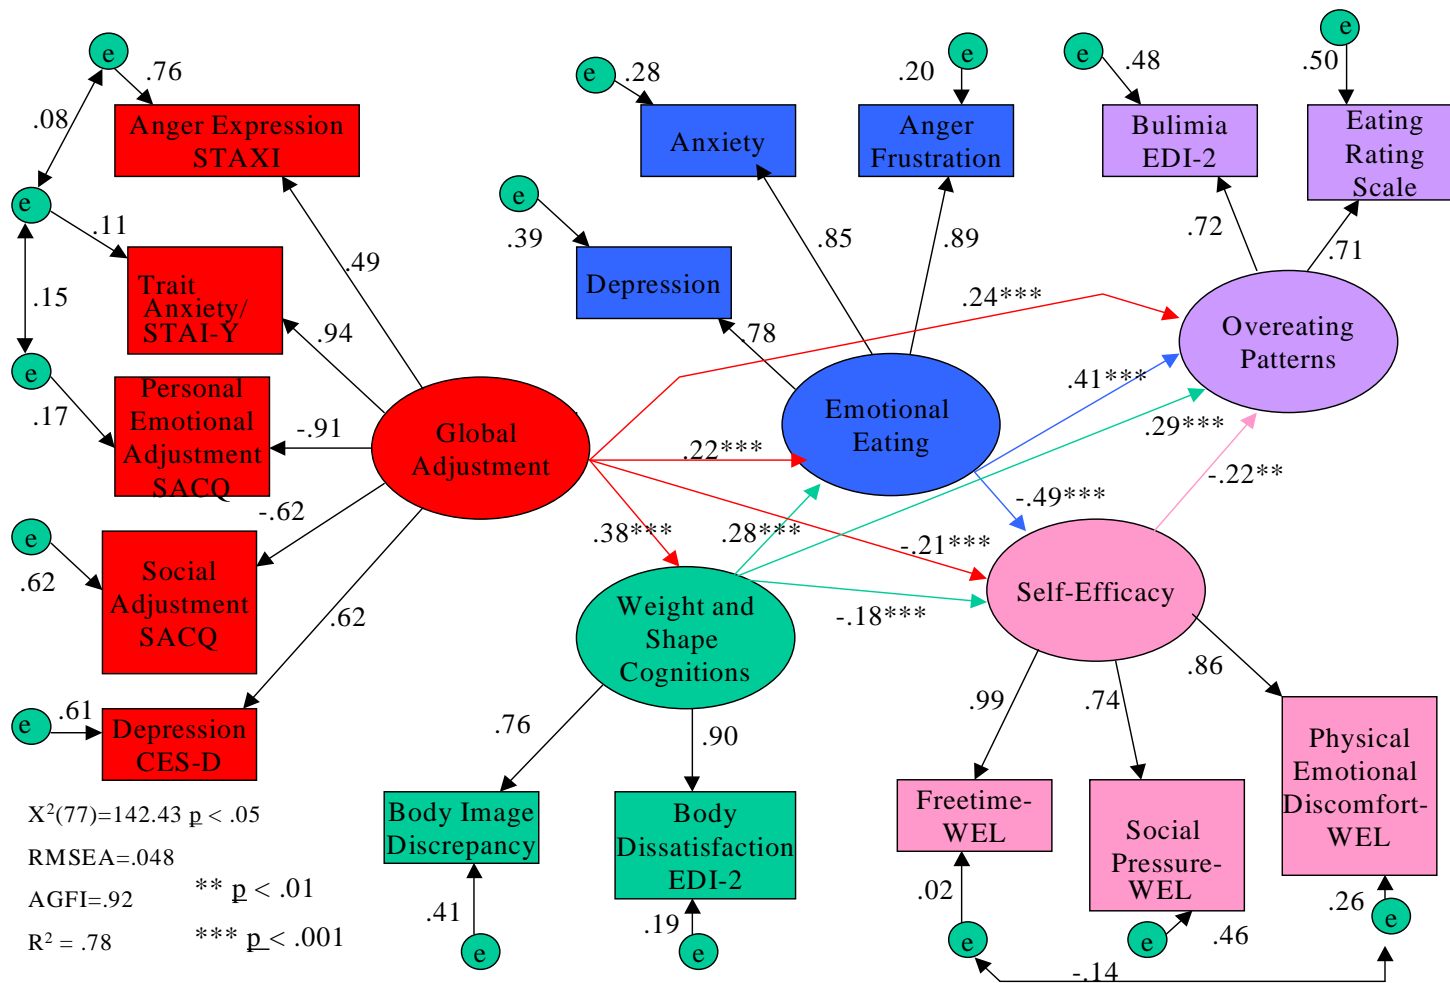 e
.76
.08
Anger Expression
STAXI
e
.11
.15
Trait
Anxiety/
STAI-Y
e
.17
Personal
Emotional
Adjustment
SACQ
e
.62
Social
Adjustment
SACQ
e
.61
Depression
CES-D
.49
.94
-.91
-.62
.62
Global
Adjustment
e
.28
Anxiety
e
.20
Anger
Frustration
e
.39
Depression
.85
.89
.78
Emotional
Eating
e
.48
Bulimia
EDI-2
e
.50
Eating
Rating
Scale
.72
.71
Overeating
Patterns
.24***
.41***
.29***
.22***
-.22**
-.49***
.38***
.28***
-.21***
-.18***
Weight and
Shape
Cognitions
Self-Efficacy
.76
.90
.99
.74
.86
Body Image
Discrepancy
.41
e
Body
Dissatisfaction
EDI-2
.19
e
Freetime-
WEL
.02
e
Social
Pressure-
WEL
e
.46
Physical
Emotional
Discomfort-
WEL
.26
e
-.14
X²(77)=142.43 p < .05
RMSEA=.048
AGFI=.92
** p < .01
R² = .78
*** p < .001